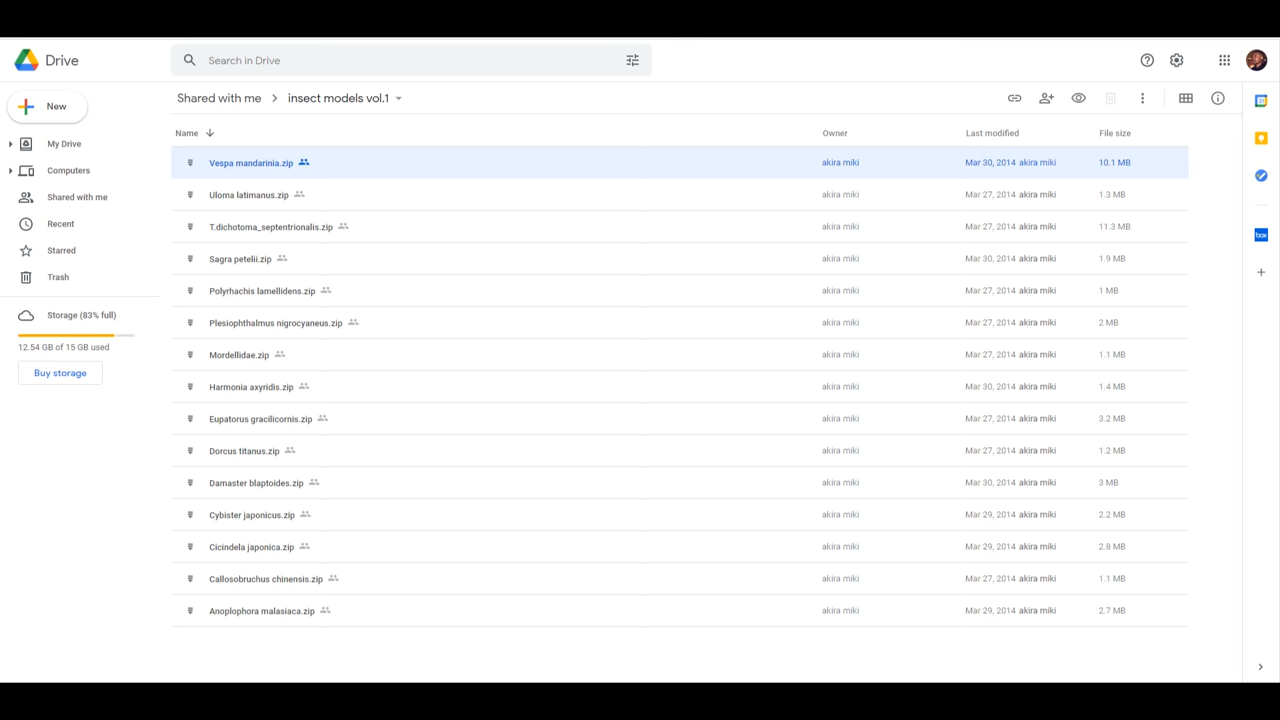 Drive
Search in Drive
New
Shared with me insect models vol.1
My Drive
Computers
Shared with me
Recent
Starred
Trash
Storage (83% full)
12.54 GB of 15 GB used
Buy storage
Name Owner Last modified File size
Vespa mandarinia.zip akira miki Mar 30, 2014 akira miki 10.1 MB
Uloma latimanus.zip akira miki Mar 27, 2014 akira miki 1.3 MB
T.dichotoma_septentrionalis.zip akira miki Mar 27, 2014 akira miki 11.3 MB
Sagra petelii.zip akira miki Mar 30, 2014 akira miki 1.9 MB
Polyrhachis lamellidens.zip akira miki Mar 27, 2014 akira miki 1 MB
Plesiophthalmus nigrocyaneus.zip akira miki Mar 27, 2014 akira miki 2 MB
Mordellidae.zip akira miki Mar 27, 2014 akira miki 1.1 MB
Harmonia axyridis.zip akira miki Mar 30, 2014 akira miki 1.4 MB
Eupatorus gracilicornis.zip akira miki Mar 27, 2014 akira miki 3.2 MB
Dorcus titanus.zip akira miki Mar 27, 2014 akira miki 1.2 MB
Damaster blaptoides.zip akira miki Mar 30, 2014 akira miki 3 MB
Cybister japonicus.zip akira miki Mar 29, 2014 akira miki 2.2 MB
Cicindela japonica.zip akira miki Mar 29, 2014 akira miki 2.8 MB
Callosobruchus chinensis.zip akira miki Mar 27, 2014 akira miki 1.1 MB
Anoplophora malasiaca.zip akira miki Mar 29, 2014 akira miki 2.7 MB
box